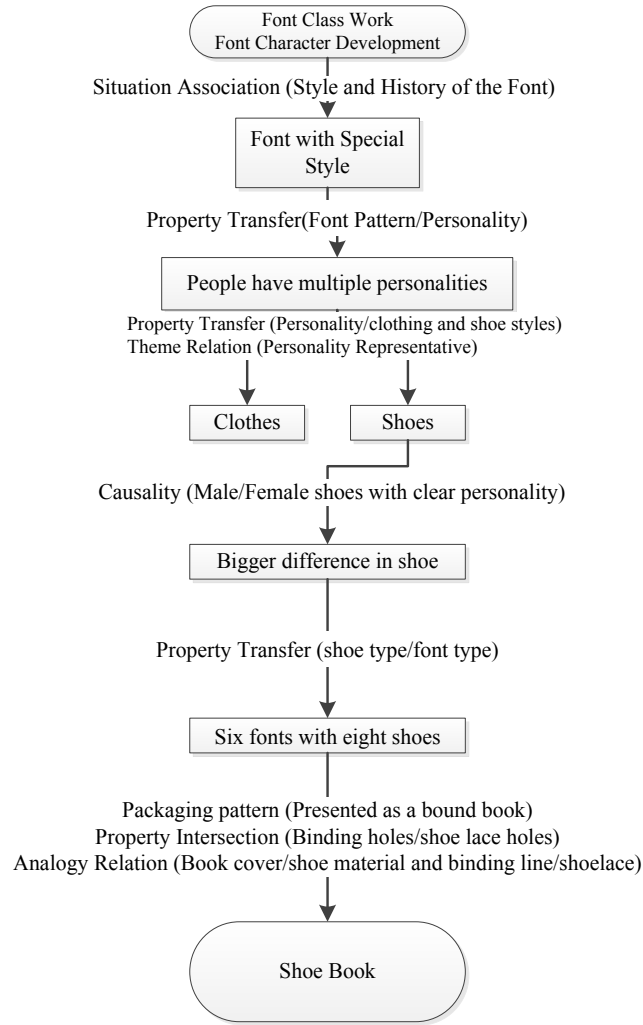 Font Class Work
Font Character Development
Situation Association (Style and History of the Font)
Font with Special
Style
Property Transfer(Font Pattern/Personality)
People have multiple personalities
Property Transfer (Personality/clothing and shoe styles)
Theme Relation (Personality Representative)
Clothes
Shoes
Causality (Male/Female shoes with clear personality)
Bigger difference in shoe
Property Transfer (shoe type/font type)
Six fonts with eight shoes
Packaging pattern (Presented as a bound book)
Property Intersection (Binding holes/shoe lace holes)
Analogy Relation (Book cover/shoe material and binding line/shoelace)
Shoe Book